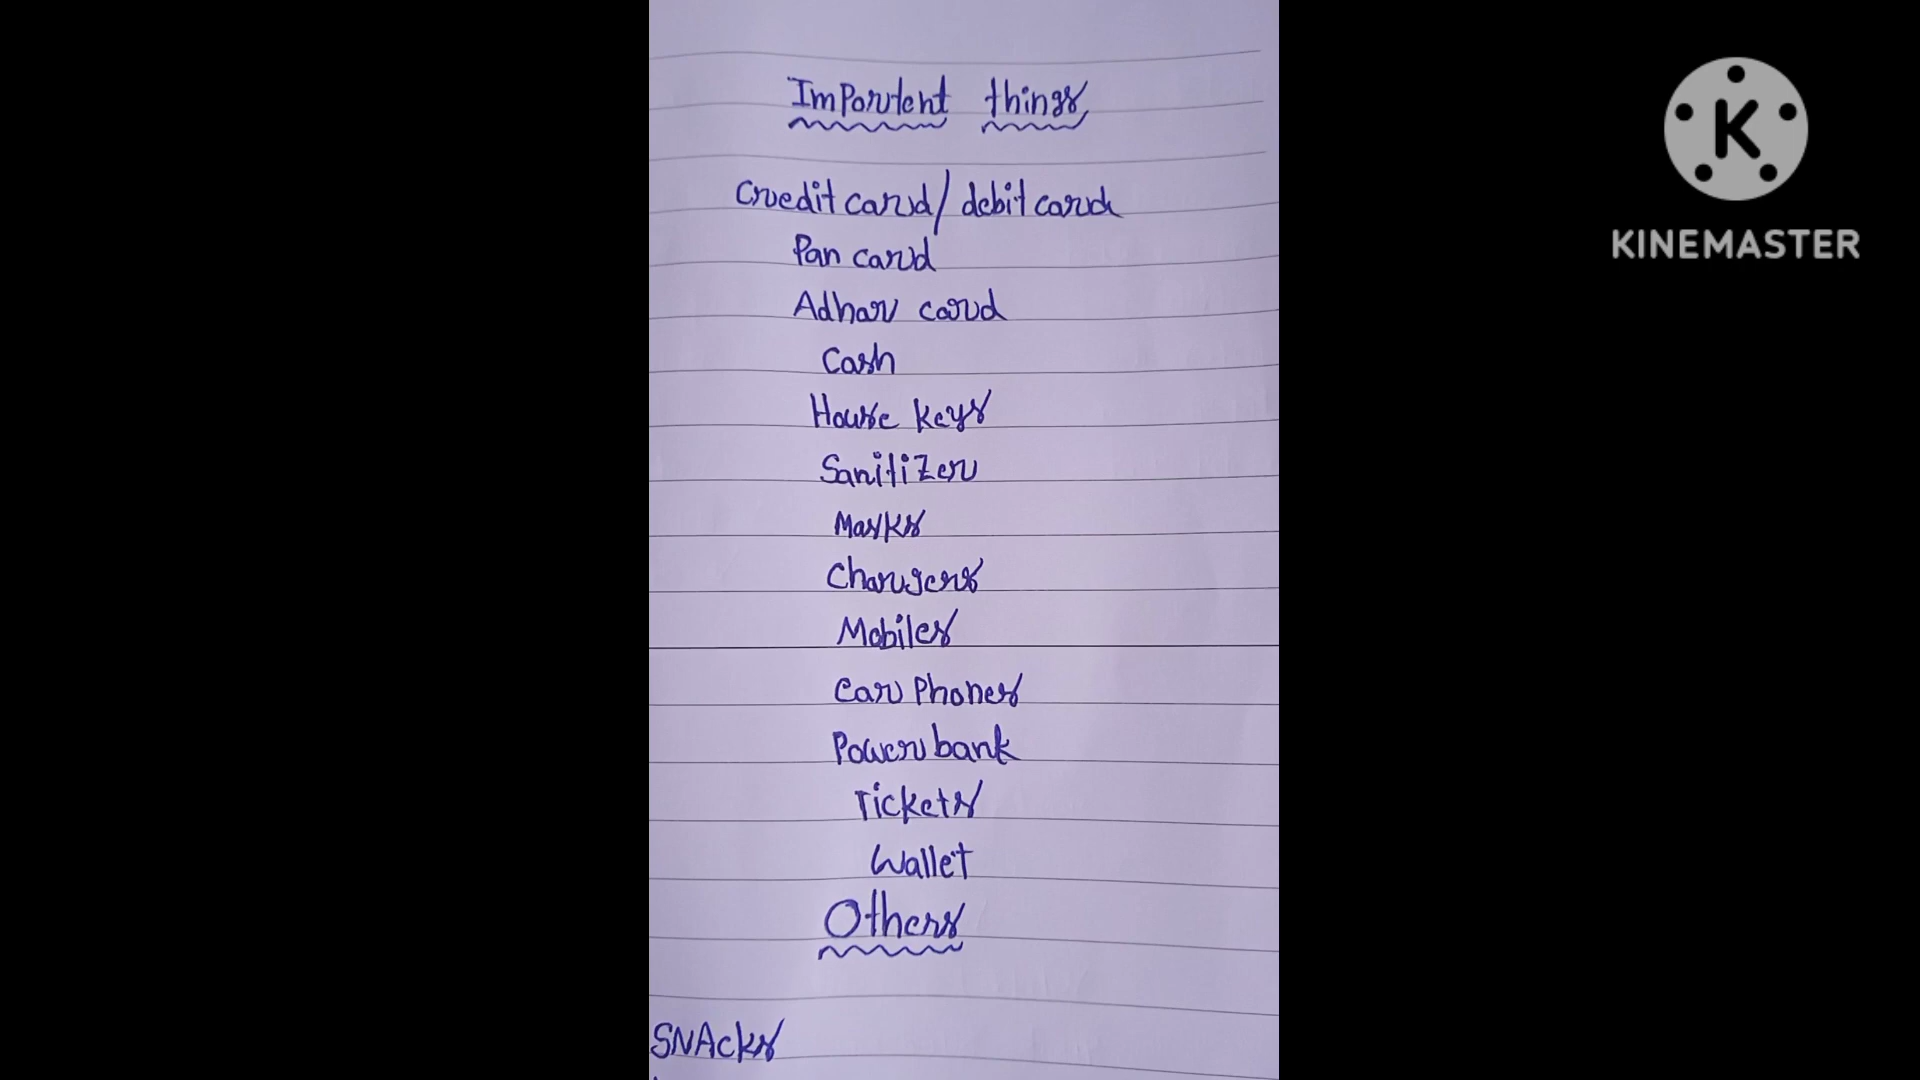 Importent things
Credit card/debit card
Pan card
Adhar card
Cash
House keys
Sanitizer
Masks
Chargers
Mobiles
Ear Phones
Power bank
Tickets
Wallet
Others
SNAcks
KINEMASTER